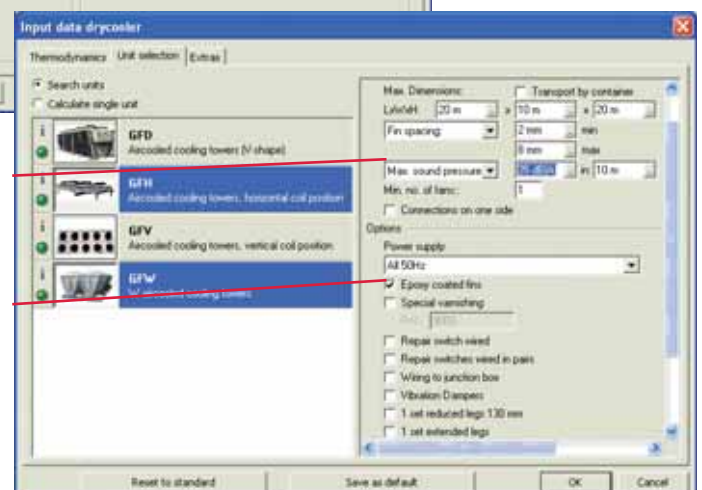 Input data drycooler
Thermodynamics Unit selection Extras
Search units
Calculate single unit
GFD
Aircooled cooling towers (V shape)
GFH
Aircooled cooling towers, horizontal coil position
GFV
Aircooled cooling towers, vertical coil position
GFW
aircooled cooling towers
Max. Dimensions: Transport by container
LxWxH: 20 m x 10 m x 20 m
Fin spacing: 2 mm min
8 mm max
Max. sound pressure in 10 m
Min. no. of fans: 1
Connections on one side
Options
Power supply
All 50Hz
Epoxy coated fins
Special varnishing
Repair switch wired
Repair switches wired in pairs
Wiring to junction box
Vibration Dampers
1 set reduced legs 130 mm
1 set extended legs
Reset to standard Save as default OK Cancel